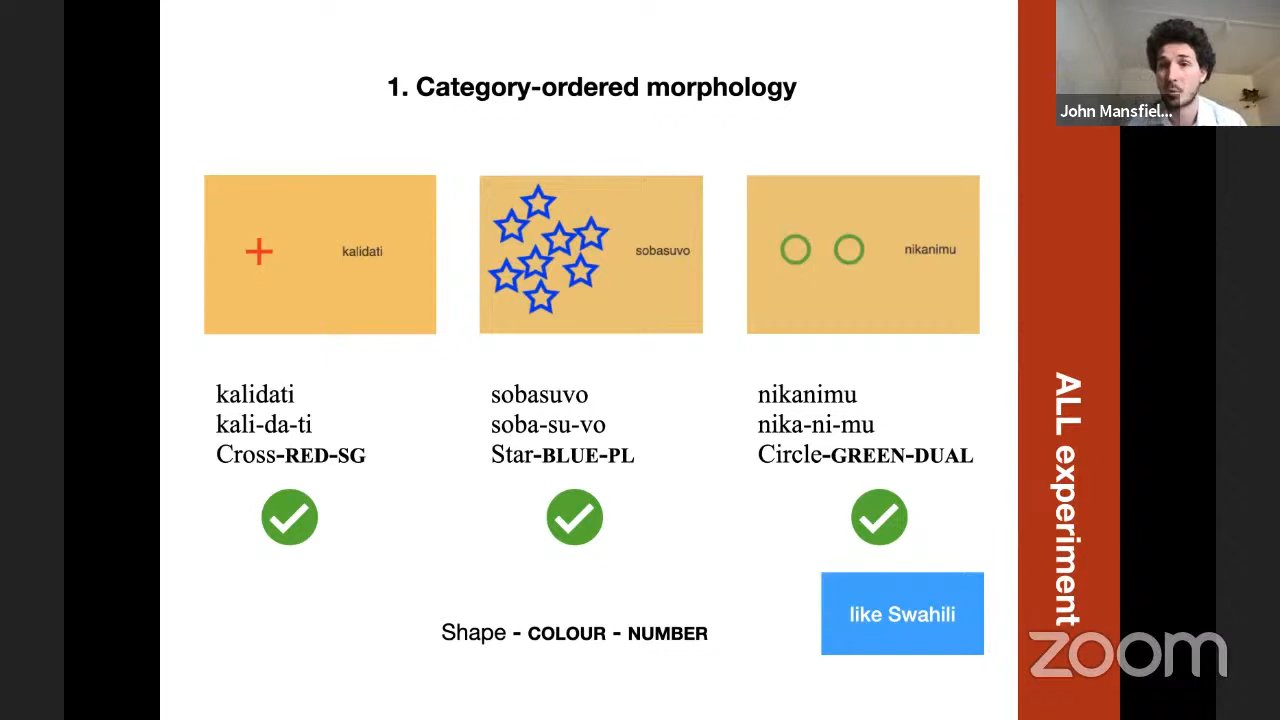 1. Category-ordered morphology
John Mansfiel...
kalidati
sobasuvo
nikanimu
kalidati
kali-da-ti
Cross-RED-SG
sobasuvo
soba-su-vo
Star-BLUE-PL
nikanimu
nika-ni-mu
Circle-GREEN-DUAL
Shape - COLOUR - NUMBER
like Swahili
ALL experiment
zoom